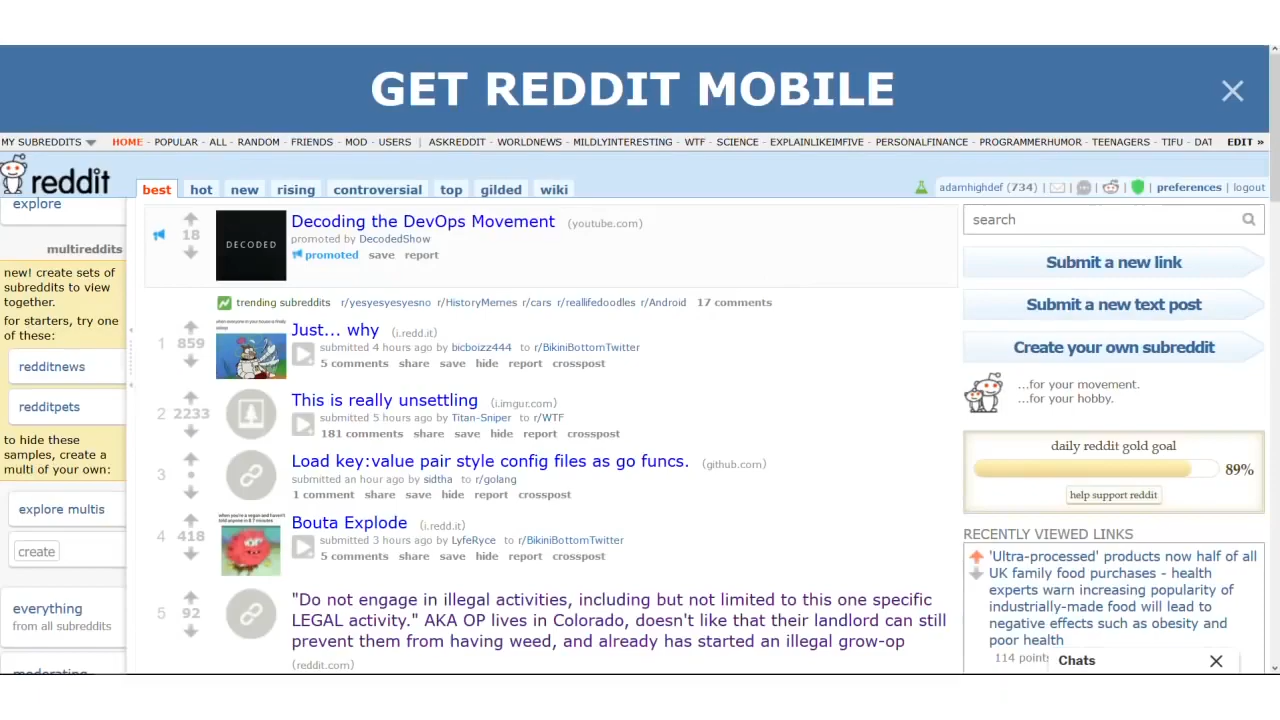 GET REDDIT MOBILE
MY SUBREDDITS HOME - POPULAR - ALL - RANDOM - FRIENDS - MOD - USERS | ASKREDDIT - WORLDNEWS - MILDLYINTERESTING - WTF - SCIENCE - EXPLAINLIKEIMFIVE - PERSONALFINANCE - PROGRAMMERHUMOR - TEENAGERS - TIFU - DAT EDIT »
reddit best hot new rising controversial top gilded wiki
adamhighdef (734) | | preferences | logout
explore
multireddits
new! create sets of
subreddits to view
together.
for starters, try one
of these:
redditnews
redditpets
to hide these
samples, create a
multi of your own:
explore multis
create
everything
from all subreddits
moderating
18
DECODED
Decoding the DevOps Movement (youtube.com)
promoted by DecodedShow
promoted save report
trending subreddits r/yesyesyesyesno r/HistoryMemes r/cars r/reallifedoodles r/Android 17 comments
1 859
Just... why (i.redd.it)
submitted 4 hours ago by bicboizz444 to r/BikiniBottomTwitter
5 comments share save hide report crosspost
2 2233
This is really unsettling (i.imgur.com)
submitted 5 hours ago by Titan-Sniper to r/WTF
181 comments share save hide report crosspost
3 •
Load key:value pair style config files as go funcs. (github.com)
submitted an hour ago by sidtha to r/golang
1 comment share save hide report crosspost
4 418
Bouta Explode (i.redd.it)
submitted 3 hours ago by LyfeRyce to r/BikiniBottomTwitter
5 comments share save hide report crosspost
5 92
"Do not engage in illegal activities, including but not limited to this one specific
LEGAL activity." AKA OP lives in Colorado, doesn't like that their landlord can still
prevent them from having weed, and already has started an illegal grow-op
(reddit.com)
search
Submit a new link
Submit a new text post
Create your own subreddit
...for your movement.
...for your hobby.
daily reddit gold goal
89%
help support reddit
RECENTLY VIEWED LINKS
'Ultra-processed' products now half of all
UK family food purchases - health
experts warn increasing popularity of
industrially-made food will lead to
negative effects such as obesity and
poor health
114 points
Chats